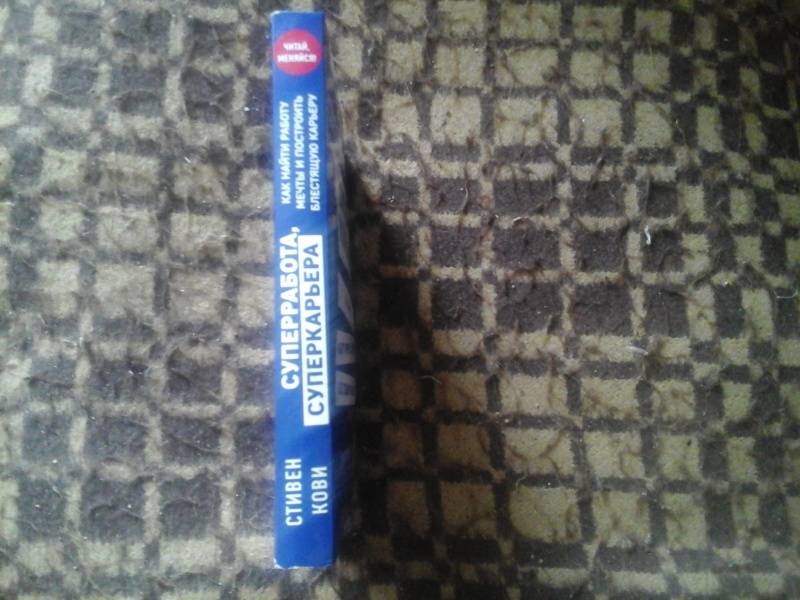 ЧИТАЙ,
МЕНЯЙСЯ!
КАК НАЙТИ РАБОТУ
МЕЧТЫ И ПОСТРОИТЬ
БЛЕСТЯЩУЮ КАРЬЕРУ
СУПЕРРАБОТА,
СУПЕРКАРЬЕРА
СТИВЕН
КОВИ